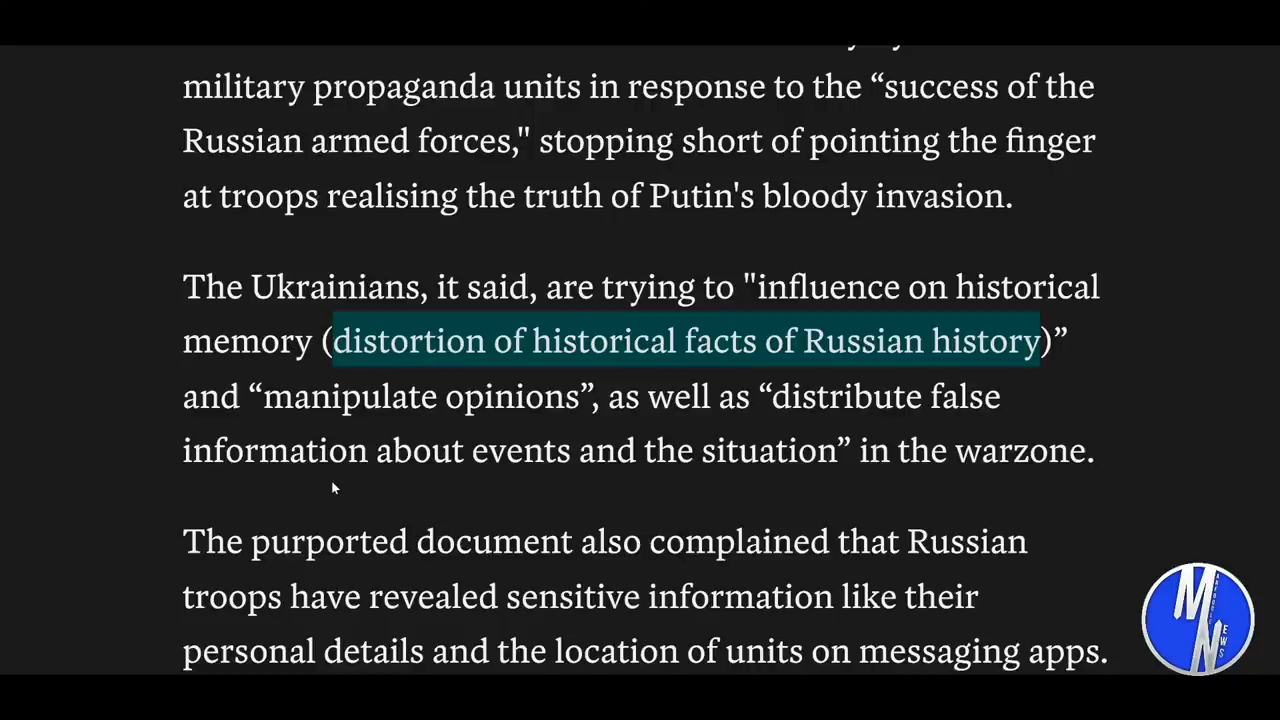 military propaganda units in response to the “success of the
Russian armed forces," stopping short of pointing the finger
at troops realising the truth of Putin's bloody invasion.
The Ukrainians, it said, are trying to "influence on historical
memory (distortion of historical facts of Russian history)”
and “manipulate opinions”, as well as “distribute false
information about events and the situation” in the warzone.
The purported document also complained that Russian
troops have revealed sensitive information like their
personal details and the location of units on messaging apps.
MN